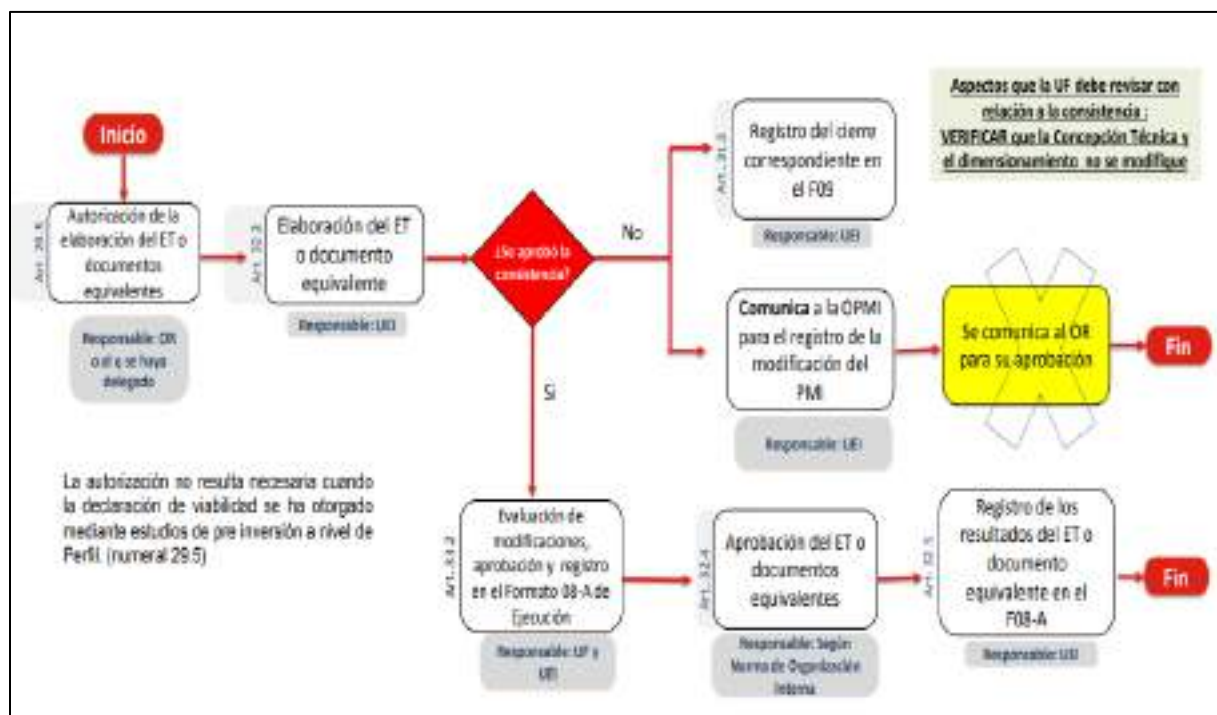 Inicio
Art. 29.5
Autorización de la
elaboración del ET o
documentos
equivalentes
Responsable: OR
o al q se haya
delegado
Art. 32.3
Elaboración del ET
o documento
equivalente
Responsable: UEI
¿Se aprobó la
consistencia?
No
Si
Registro del cierre
correspondiente en
el F09
Responsable: UEI
Aspectos que la UF debe revisar con
relación a la consistencia :
VERIFICAR que la Concepción Técnica y
el dimensionamiento no se modifique
Comunica a la OPMI
para el registro de la
modificación del
PMI
Responsable: UEI
Se comunica al OR
para su aprobación
Fin
La autorización no resulta necesaria cuando
la declaración de viabilidad se ha otorgado
mediante estudios de pre inversión a nivel de
Perfil. (numeral 29.5)
Evaluación de
modificaciones,
aprobación y registro
en el Formato 08-A de
Ejecución
Responsable: UF y
UEI
Art. 32.4
Aprobación del ET o
documentos
equivalentes
Responsable: Según
Norma de Organización
Interna
Art. 32.5
Registro de los
resultados del ET o
documento
equivalente en el
F08-A
Responsable: UEI
Fin